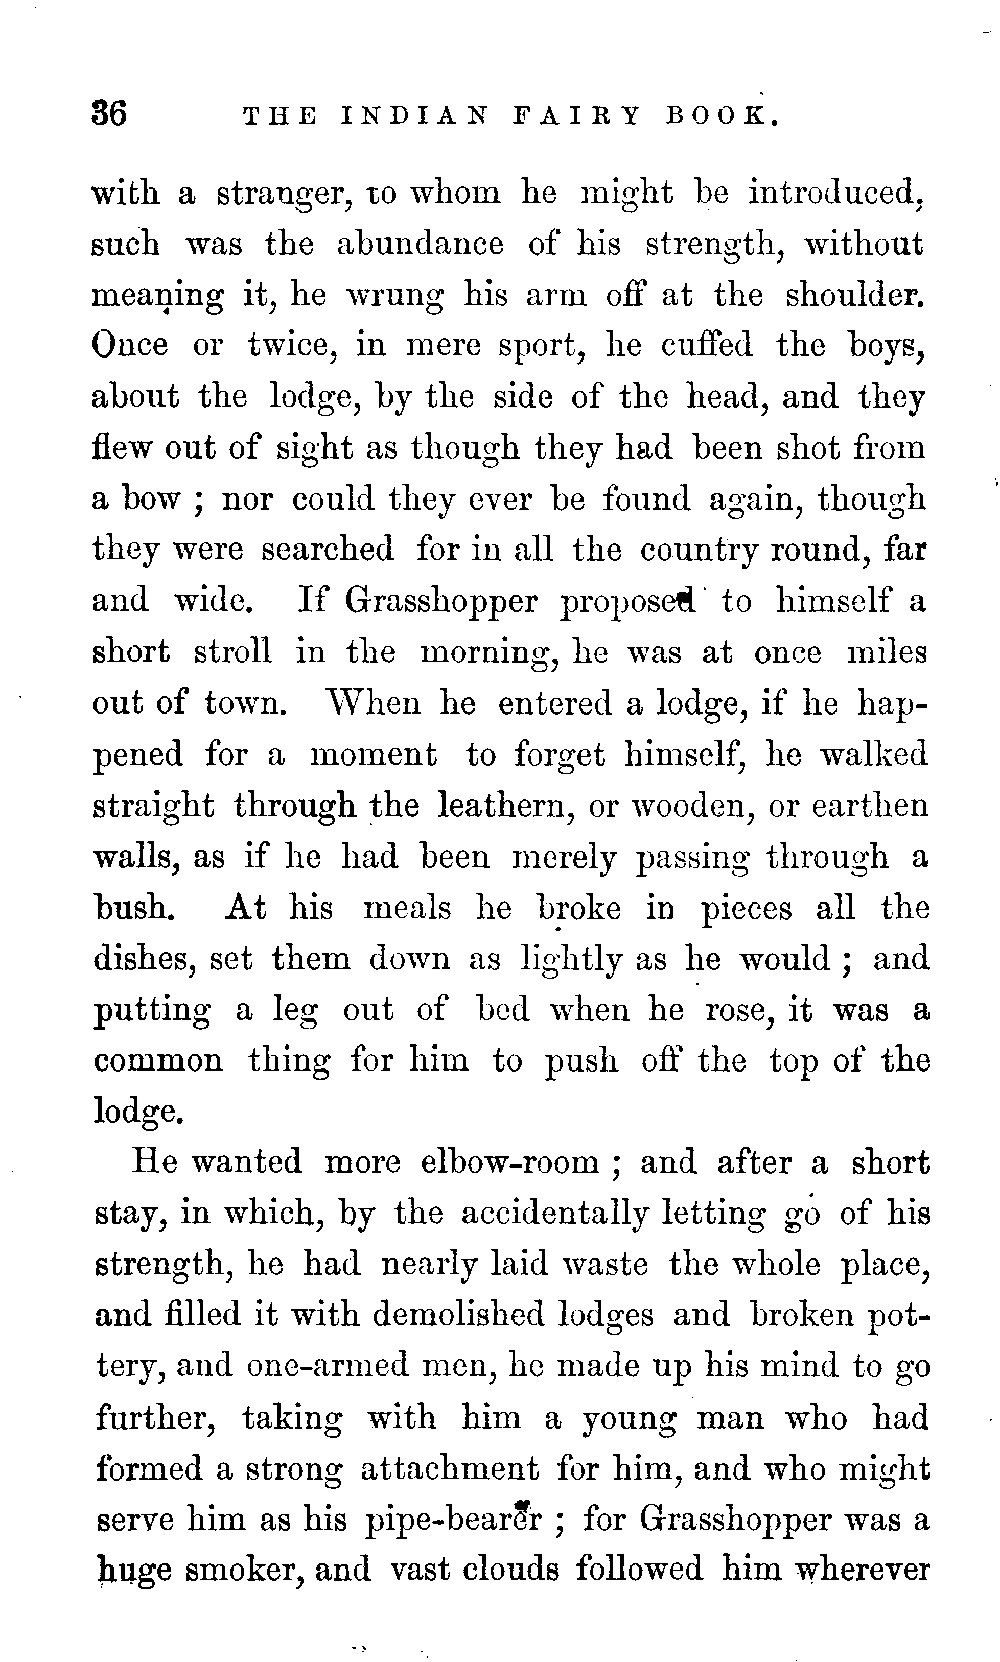 36 THE INDIAN FAIRY BOOK.
with a stranger, to whom he might be introduced,
such was the abundance of his strength, without
meaning it, he wrung his arm off at the shoulder.
Once or twice, in mere sport, he cuffed the boys,
about the lodge, by the side of the head, and they
flew out of sight as though they had been shot from
a bow ; nor could they ever be found again, though
they were searched for in all the country round, far
and wide. If Grasshopper proposed to himself a
short stroll in the morning, he was at once miles
out of town. When he entered a lodge, if he hap-
pened for a moment to forget himself, he walked
straight through the leathern, or wooden, or earthen
walls, as if he had been merely passing through a
bush. At his meals he broke in pieces all the
dishes, set them down as lightly as he would ; and
putting a leg out of bed when he rose, it was a
common thing for him to push off the top of the
lodge.
He wanted more elbow-room ; and after a short
stay, in which, by the accidentally letting go of his
strength, he had nearly laid waste the whole place,
and filled it with demolished lodges and broken pot-
tery, and one-armed men, he made up his mind to go
further, taking with him a young man who had
formed a strong attachment for him, and who might
serve him as his pipe-bearer ; for Grasshopper was a
huge smoker, and vast clouds followed him wherever